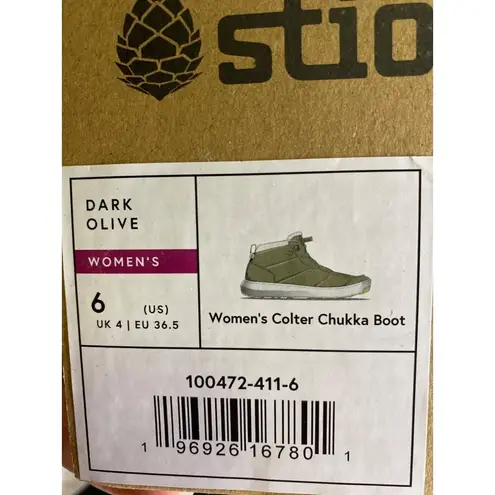 stio
DARK
OLIVE
WOMEN'S
6 (US)
UK 4 | EU 36.5
Women's Colter Chukka Boot
100472-411-6
1 96926 16780 1